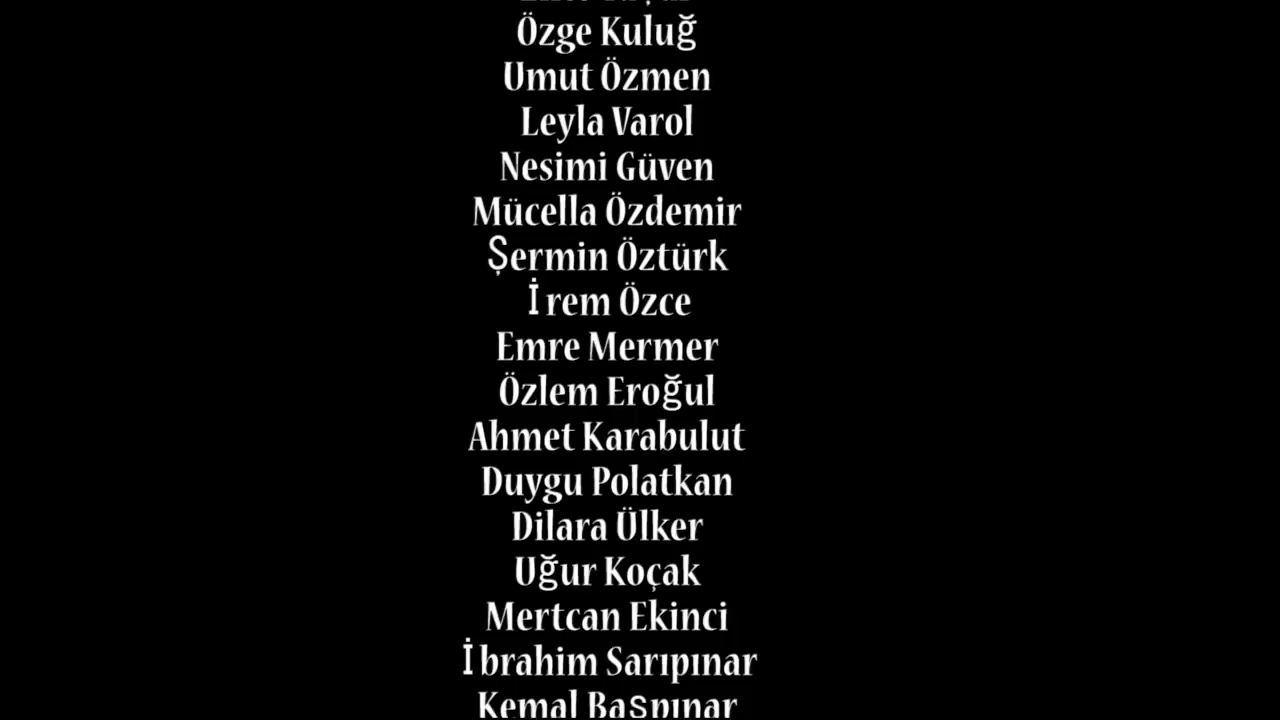 Özge Kuluğ
Umut Özmen
Leyla Varol
Nesimi Güven
Mücella Özdemir
Şermin Öztürk
İrem Özce
Emre Mermer
Özlem Eroğul
Ahmet Karabulut
Duygu Polatkan
Dilara Ülker
Uğur Koçak
Mertcan Ekinci
İbrahim Sarıpınar
Kemal Başpınar